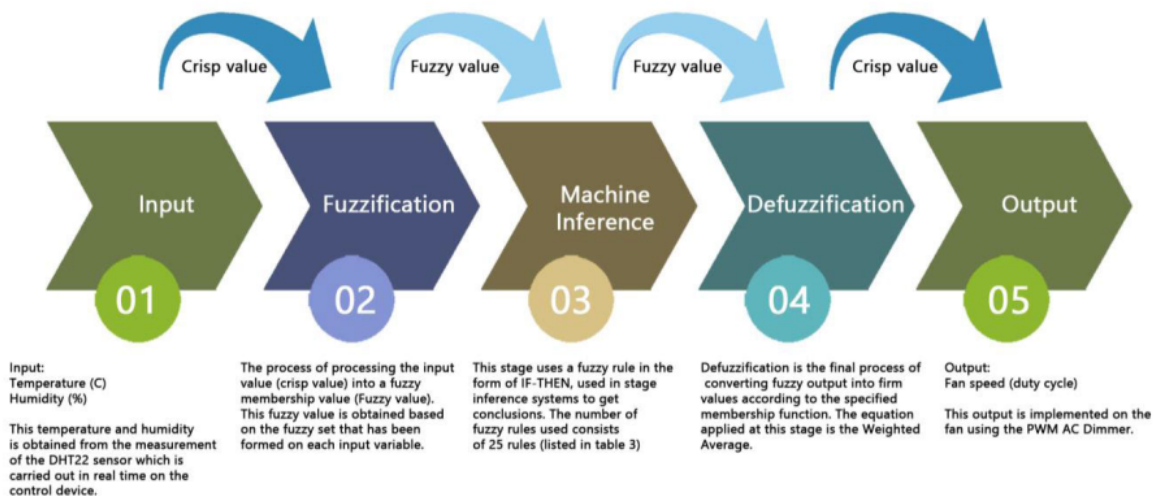 Crisp value
Fuzzy value
Fuzzy value
Crisp value
Input
Fuzzification
Machine
Inference
Defuzzification
Output
01
02
03
04
05
Input:
Temperature (C)
Humidity (%)
This temperature and humidity
is obtained from the measurement
of the DHT22 sensor which is
carried out in real time on the
control device.
The process of processing the input
value (crisp value) into a fuzzy
membership value (Fuzzy value).
This fuzzy value is obtained based
on the fuzzy set that has been
formed on each input variable.
This stage uses a fuzzy rule in the
form of IF-THEN, used in stage
inference systems to get
conclusions. The number of
fuzzy rules used consists
of 25 rules (listed in table 3)
Defuzzification is the final process of
converting fuzzy output into firm
values according to the specified
membership function. The equation
applied at this stage is the Weighted
Average.
Output:
Fan speed (duty cycle)
This output is implemented on the
fan using the PWM AC Dimmer.